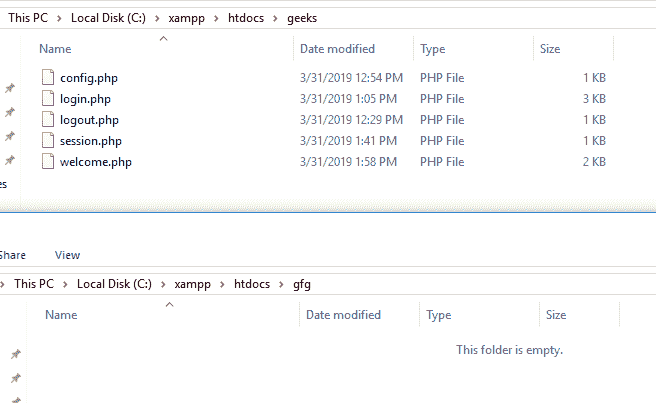 This PC > Local Disk (C:) > xampp > htdocs > geeks
Name Date modified Type Size
config.php 3/31/2019 12:54 PM PHP File 1 KB
login.php 3/31/2019 1:05 PM PHP File 3 KB
logout.php 3/31/2019 12:29 PM PHP File 1 KB
session.php 3/31/2019 1:41 PM PHP File 1 KB
welcome.php 3/31/2019 1:58 PM PHP File 2 KB
es
Share View
> This PC > Local Disk (C:) > xampp > htdocs > gfg
Name Date modified Type Size
This folder is empty.